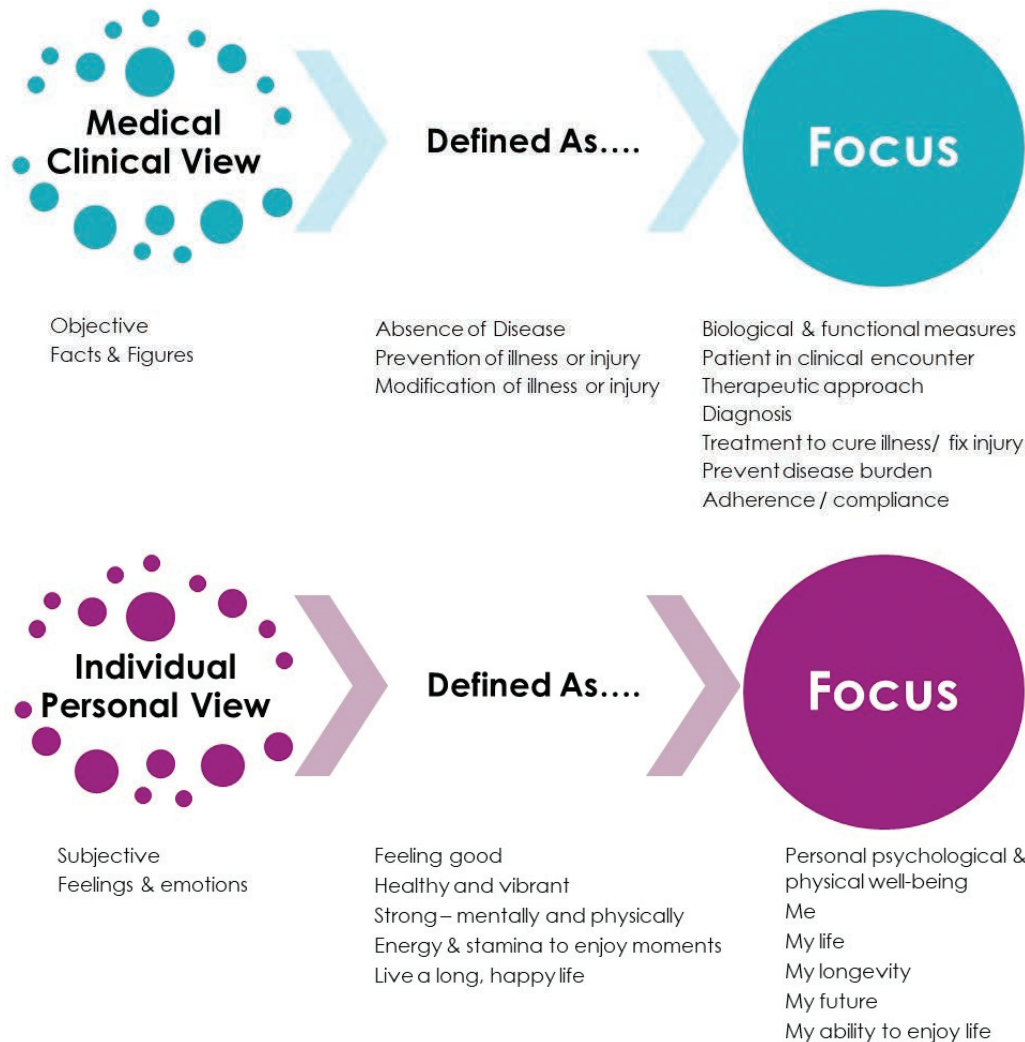 Medical
Clinical View
Defined As....
Focus
Objective
Facts & Figures
Absence of Disease
Prevention of illness or injury
Modification of illness or injury
Biological & functional measures
Patient in clinical encounter
Therapeutic approach
Diagnosis
Treatment to cure illness/ fix injury
Prevent disease burden
Adherence / compliance
Individual
Personal View
Defined As....
Focus
Subjective
Feelings & emotions
Feeling good
Healthy and vibrant
Strong – mentally and physically
Energy & stamina to enjoy moments
Live a long, happy life
Personal psychological &
physical well-being
Me
My life
My longevity
My future
My ability to enjoy life